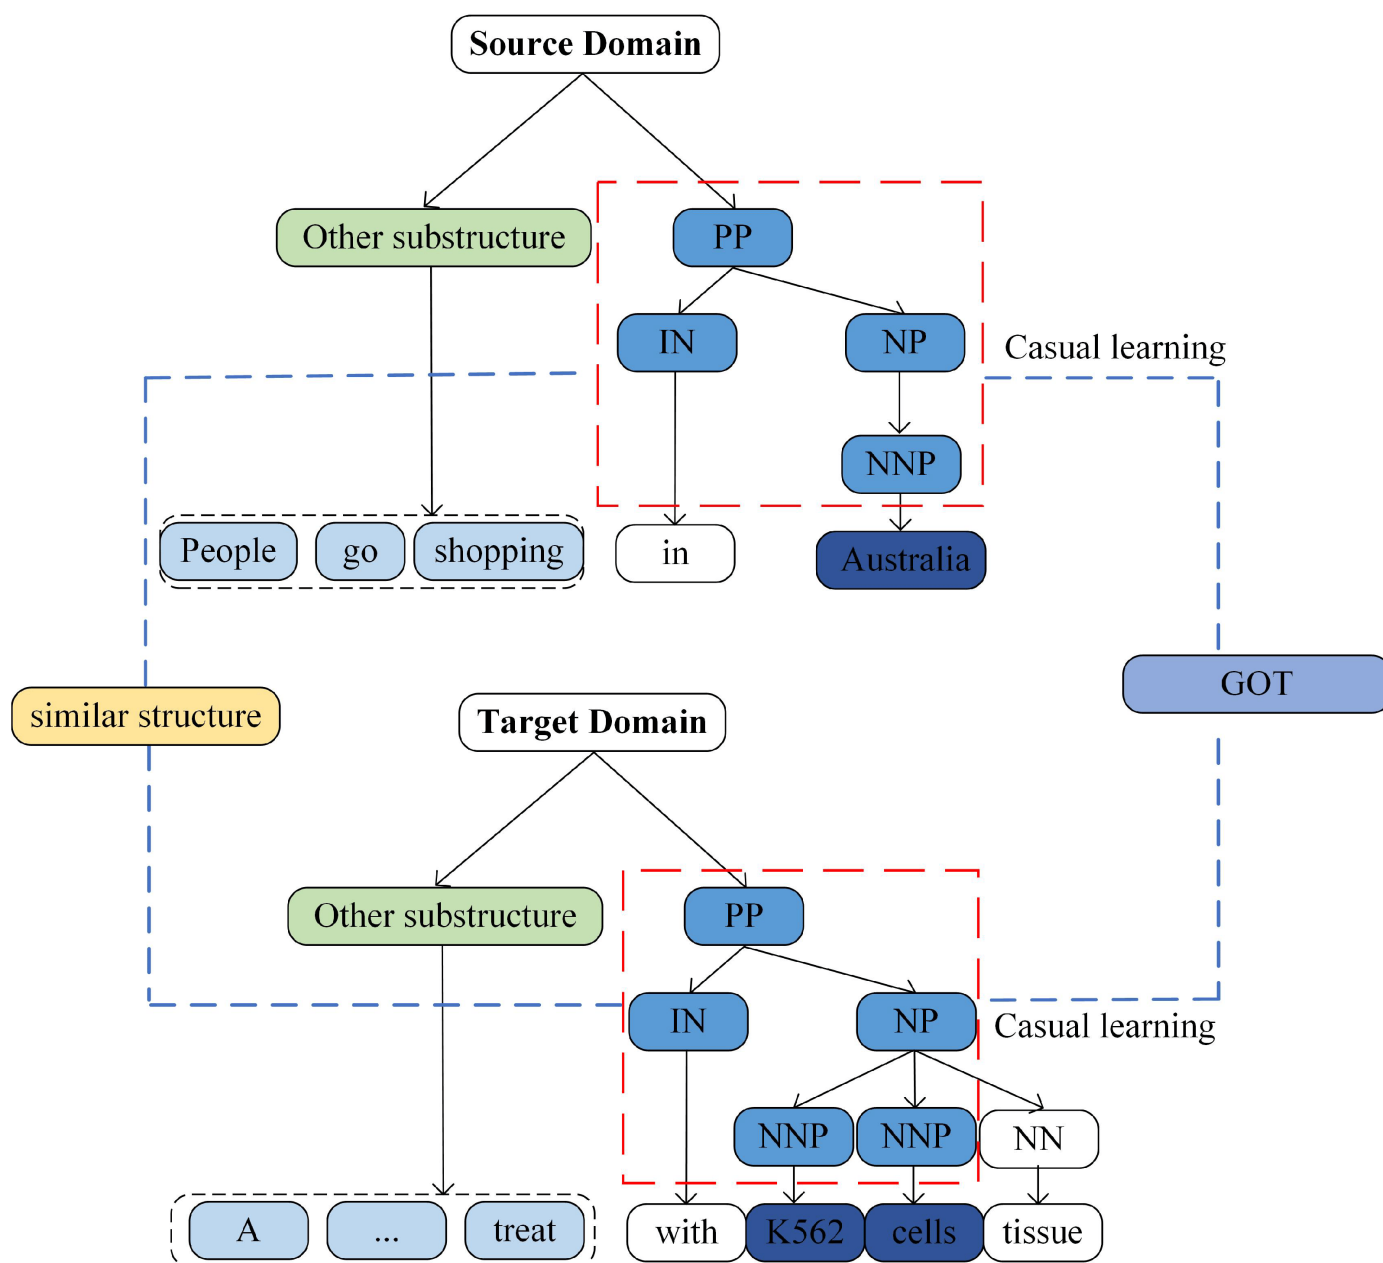 Source Domain
Other substructure
PP
IN
NP
Casual learning
NNP
People
go
shopping
in
Australia
similar structure
GOT
Target Domain
Other substructure
PP
IN
NP
Casual learning
NNP
NNP
NN
A
...
treat
with
K562
cells
tissue